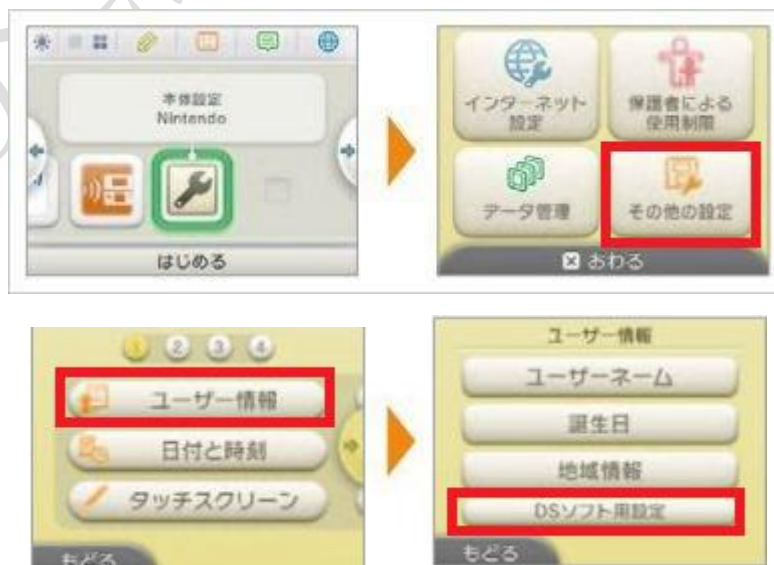 本体設定
Nintendo
はじめる
インターネット
設定
保護者による
使用制限
データ管理
その他の設定
おわる
1 2 3 4
ユーザー情報
日付と時刻
タッチスクリーン
もどる
ユーザー情報
ユーザーネーム
誕生日
地域情報
DSソフト用設定
もどる